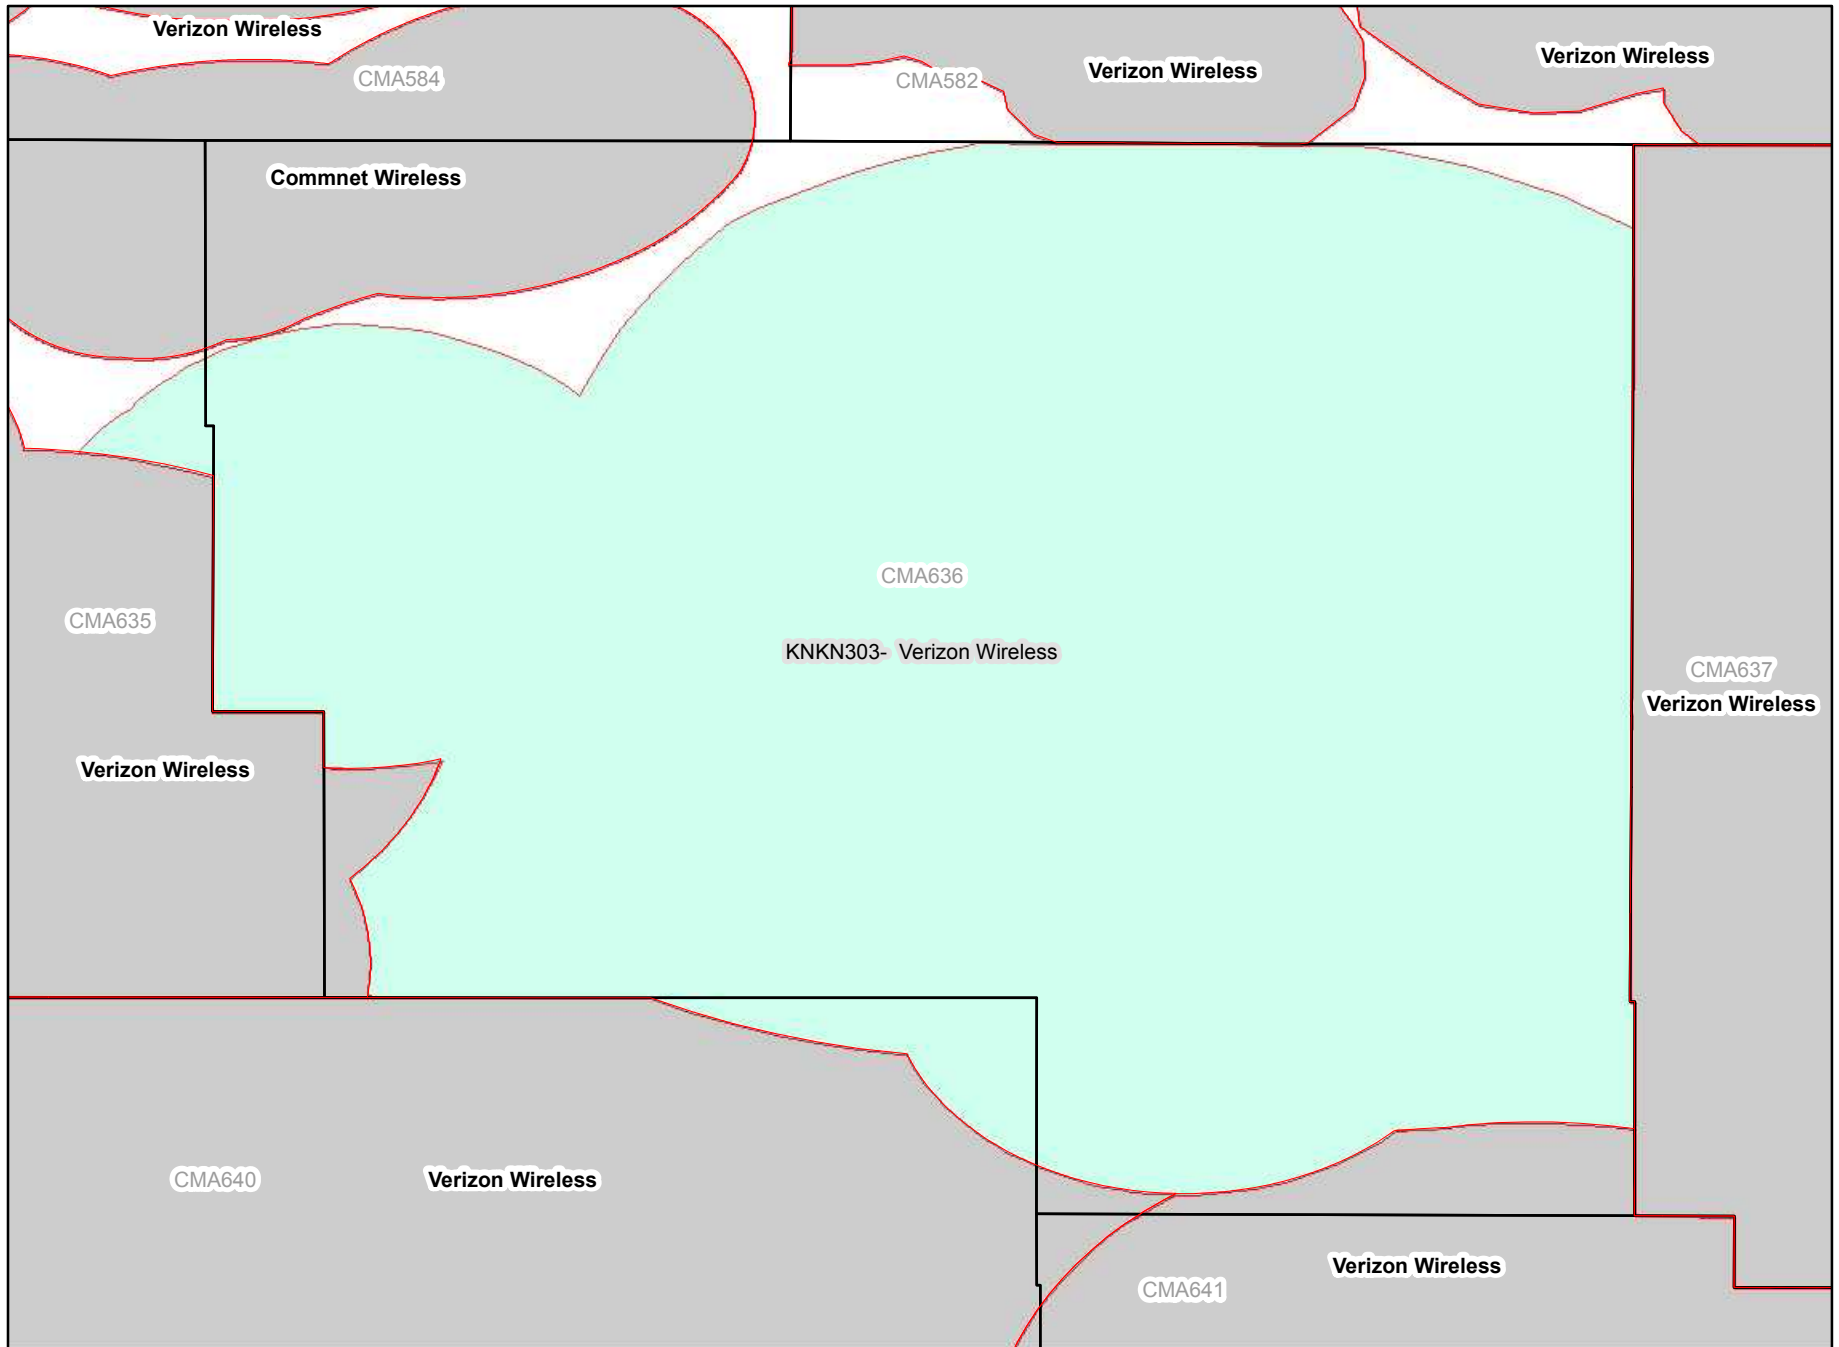 Verizon Wireless
Verizon Wireless
Verizon Wireless
CMA584
CMA582
Commnet Wireless
CMA636
CMA635
KNKN303- Verizon Wireless
CMA637
Verizon Wireless
Verizon Wireless
CMA640
Verizon Wireless
Verizon Wireless
CMA641